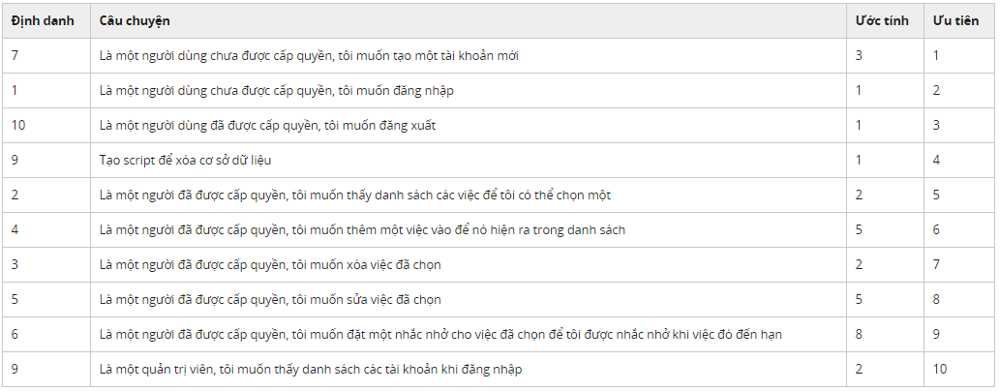 Định danh Câu chuyện Ước tính Ưu tiên
7 Là một người dùng chưa được cấp quyền, tôi muốn tạo một tài khoản mới 3 1
1 Là một người dùng chưa được cấp quyền, tôi muốn đăng nhập 1 2
10 Là một người dùng đã được cấp quyền, tôi muốn đăng xuất 1 3
9 Tạo script để xóa cơ sở dữ liệu 1 4
2 Là một người đã được cấp quyền, tôi muốn thấy danh sách các việc để tôi có thể chọn một 2 5
4 Là một người đã được cấp quyền, tôi muốn thêm một việc vào để nó hiện ra trong danh sách 5 6
3 Là một người đã được cấp quyền, tôi muốn xóa việc đã chọn 2 7
5 Là một người đã được cấp quyền, tôi muốn sửa việc đã chọn 5 8
6 Là một người đã được cấp quyền, tôi muốn đặt một nhắc nhở cho việc đã chọn để tôi được nhắc nhở khi việc đó đến hạn 8 9
9 Là một quản trị viên, tôi muốn thấy danh sách các tài khoản khi đăng nhập 2 10